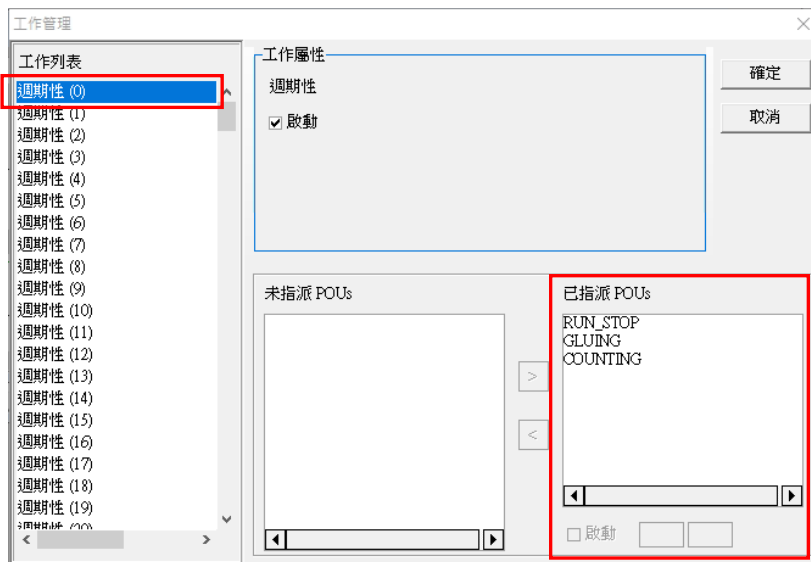 工作管理
工作列表
週期性 (0)
週期性 (1)
週期性 (2)
週期性 (3)
週期性 (4)
週期性 (5)
週期性 (6)
週期性 (7)
週期性 (8)
週期性 (9)
週期性 (10)
週期性 (11)
週期性 (12)
週期性 (13)
週期性 (14)
週期性 (15)
週期性 (16)
週期性 (17)
週期性 (18)
週期性 (19)
工作屬性
週期性
啟動
確定
取消
未指派 POUs
>
<
已指派 POUs
RUN_STOP
GLUING
COUNTING
啟動